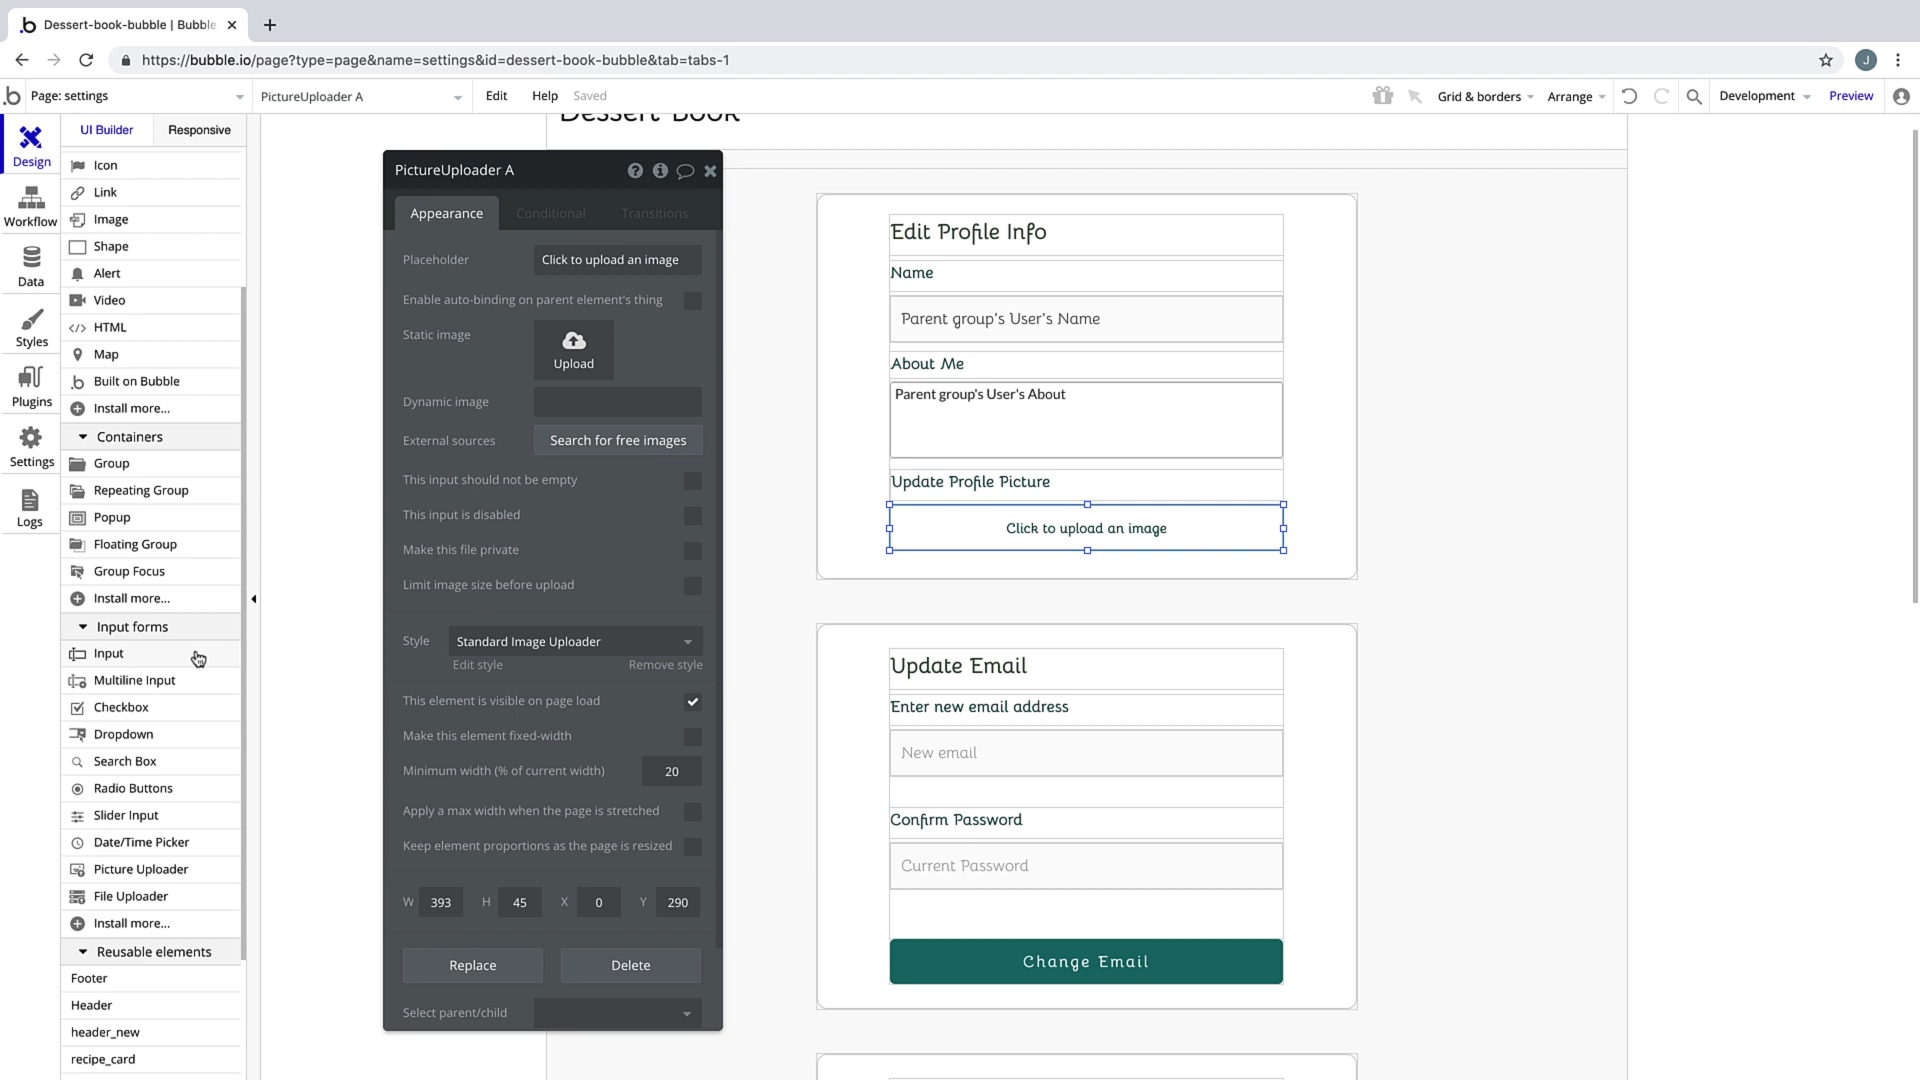 Dessert-book-bubble | Bubble
https://bubble.io/page?type=page&name=settings&id=dessert-book-bubble&tab=tabs-1
J
Page: settings
PictureUploader A
Edit
Help
Saved
Grid & borders
Arrange
Development
Preview
Design
Workflow
Data
Styles
Plugins
Settings
Logs
UI Builder
Responsive
Icon
Link
Image
Shape
Alert
Video
HTML
Map
Built on Bubble
Install more...
Containers
Group
Repeating Group
Popup
Floating Group
Group Focus
Install more...
Input forms
Input
Multiline Input
Checkbox
Dropdown
Search Box
Radio Buttons
Slider Input
Date/Time Picker
Picture Uploader
File Uploader
Install more...
Reusable elements
Footer
Header
header_new
recipe_card
PictureUploader A
Appearance
Conditional
Transitions
Placeholder
Click to upload an image
Enable auto-binding on parent element's thing
Static image
Upload
Dynamic image
External sources
Search for free images
This input should not be empty
This input is disabled
Make this file private
Limit image size before upload
Style
Standard Image Uploader
Edit style
Remove style
This element is visible on page load
Make this element fixed-width
Minimum width (% of current width)
20
Apply a max width when the page is stretched
Keep element proportions as the page is resized
W 393 H 45 X 0 Y 290
Replace
Delete
Select parent/child
Dessert Book
Edit Profile Info
Name
Parent group's User's Name
About Me
Parent group's User's About
Update Profile Picture
Click to upload an image
Update Email
Enter new email address
New email
Confirm Password
Current Password
Change Email